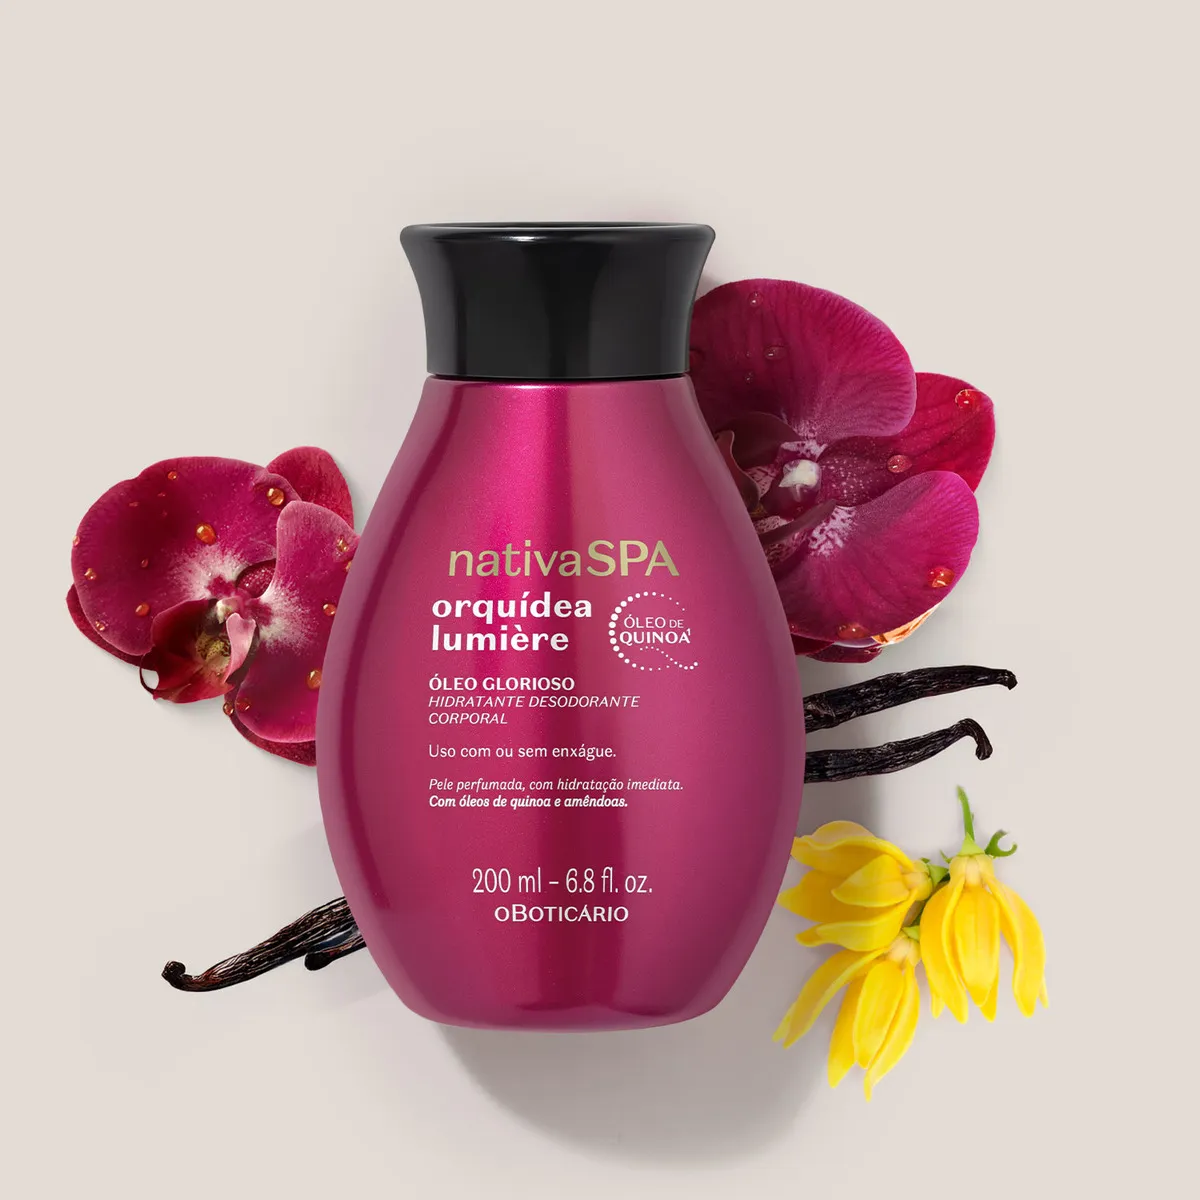 nativaSPA
orquídea
lumière
ÓLEO DE
QUINOA¹
ÓLEO GLORIOSO
HIDRATANTE DESODORANTE
CORPORAL
Uso com ou sem enxágue.
Pele perfumada, com hidratação imediata.
Com óleos de quinoa e amêndoas.
200 ml – 6.8 fl. oz.
oBOTICÁRIO